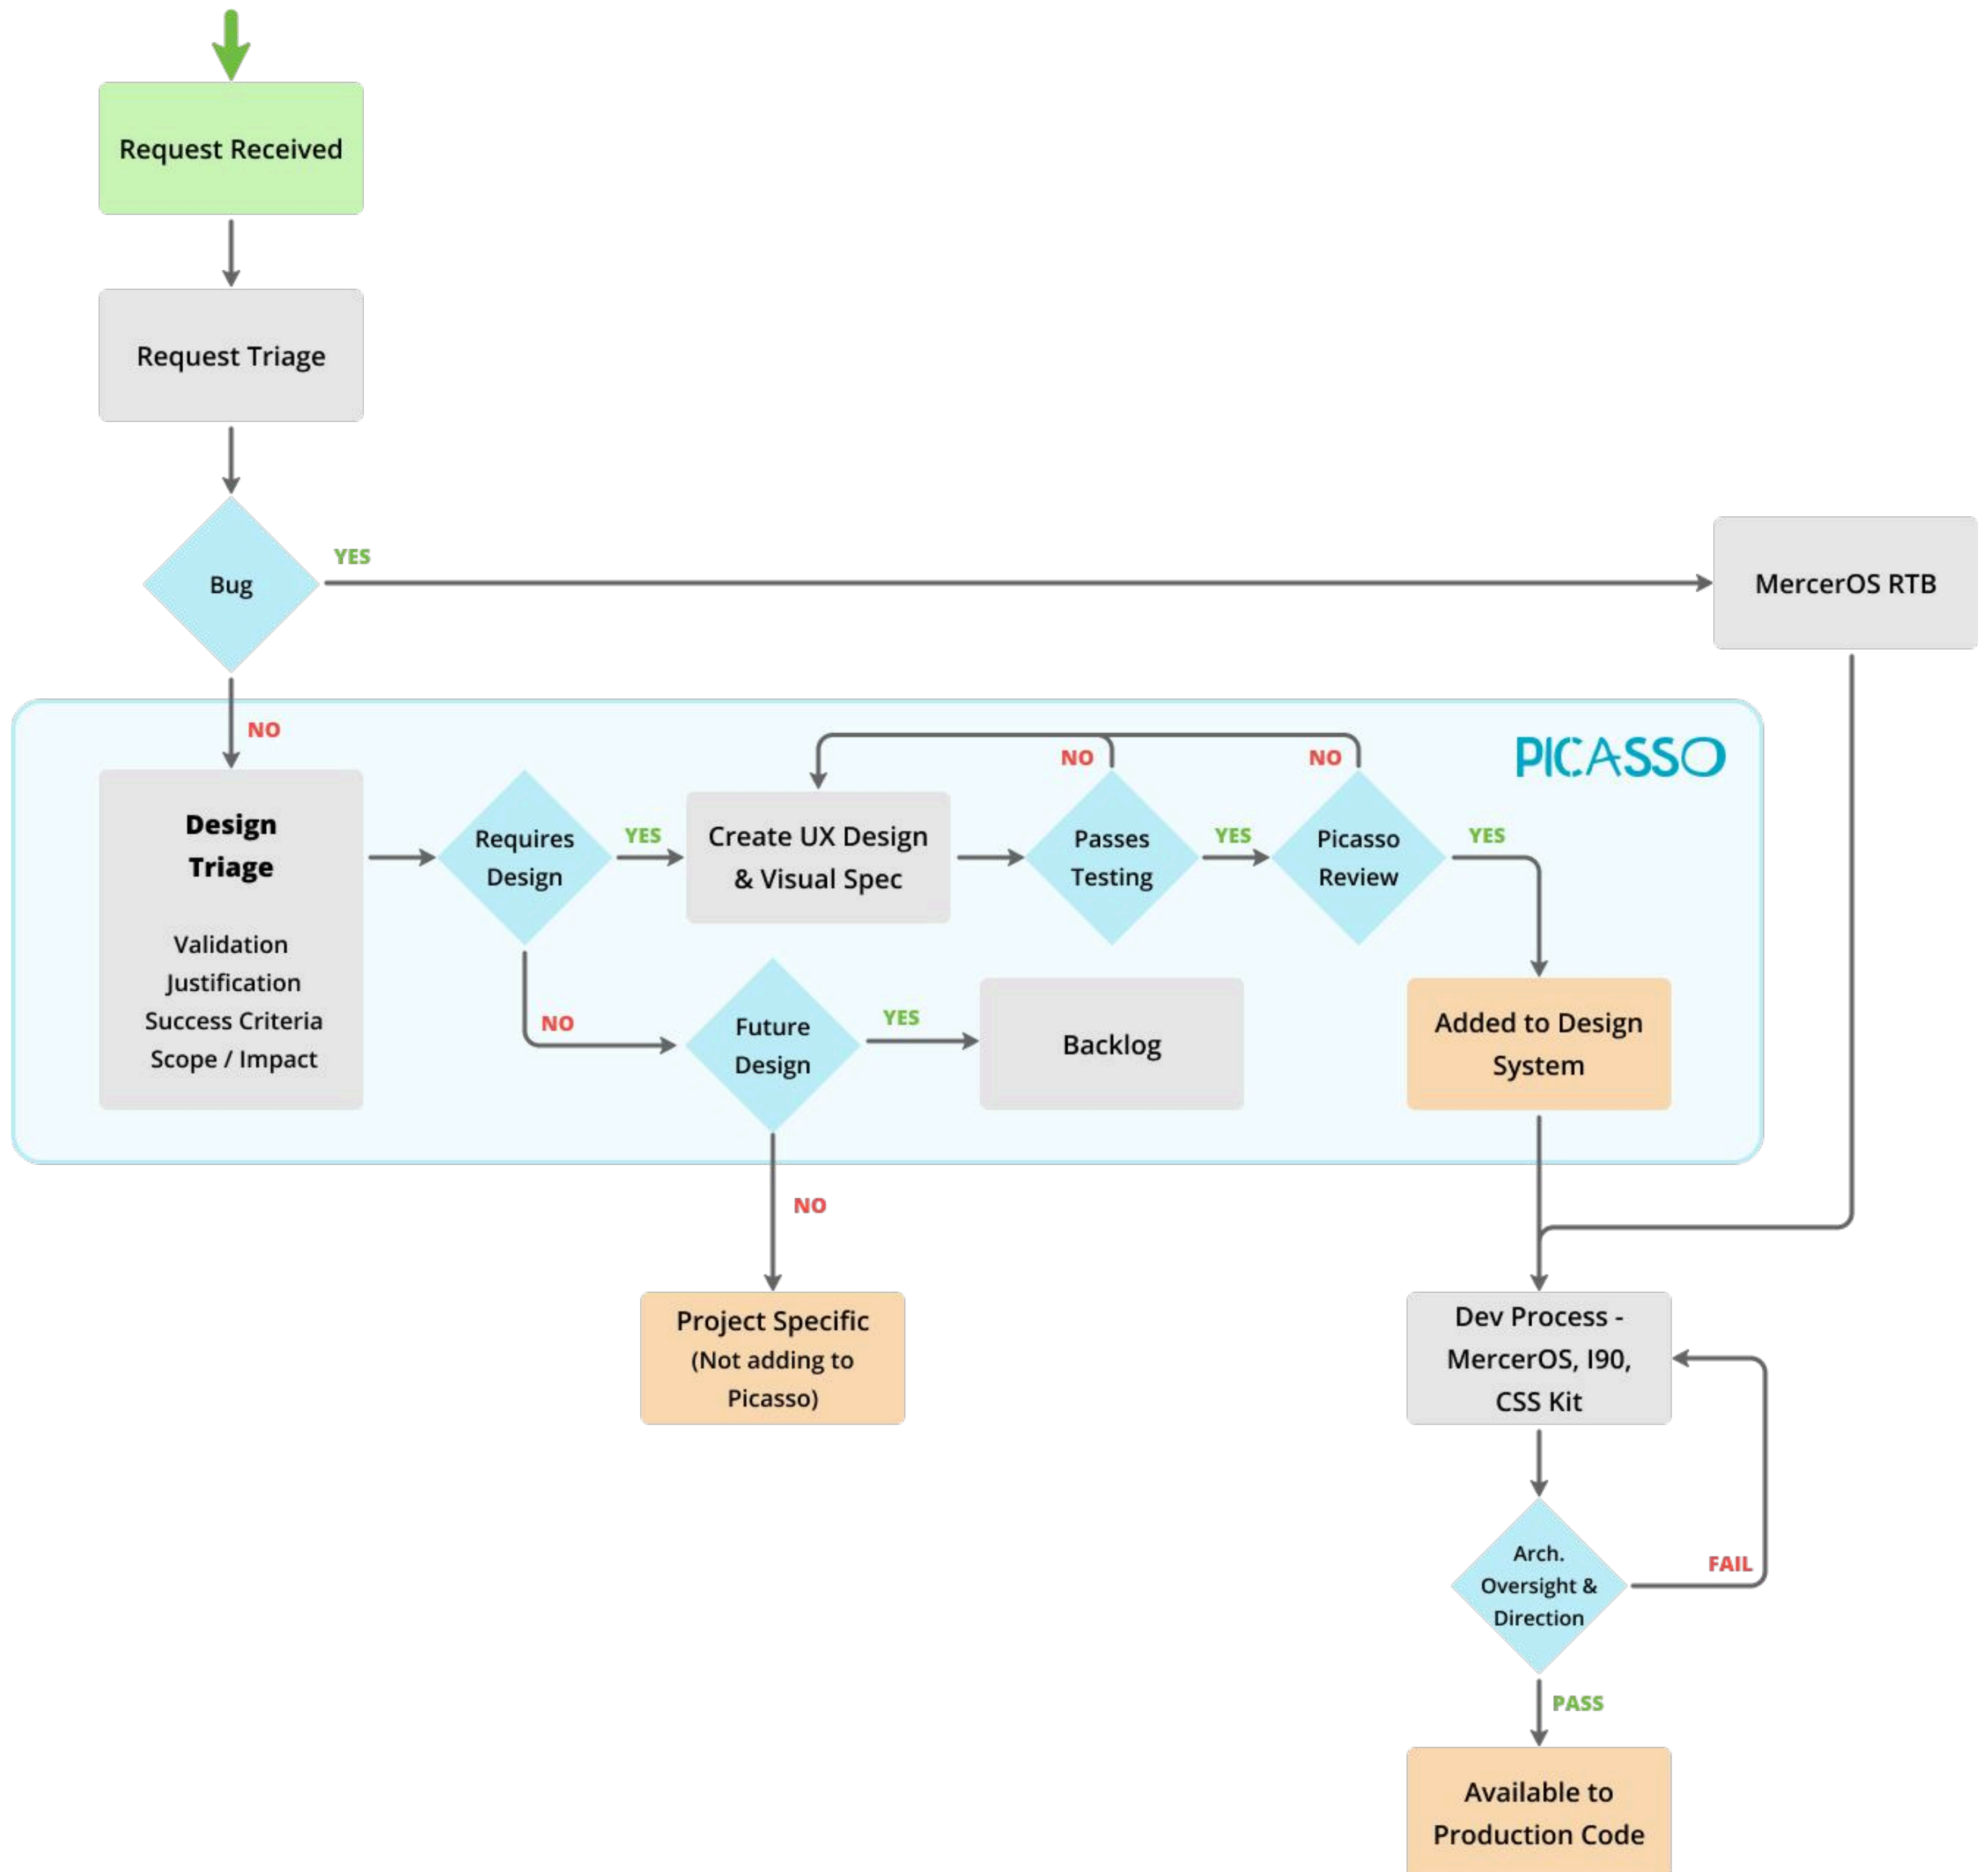 Request Received
Request Triage
Bug
YES
MercerOS RTB
NO
PICASSO
Design
Triage
Validation
Justification
Success Criteria
Scope / Impact
Requires
Design
YES
Create UX Design
& Visual Spec
NO
Passes
Testing
YES
NO
Picasso
Review
YES
NO
Future
Design
YES
Backlog
Added to Design
System
NO
Project Specific
(Not adding to
Picasso)
Dev Process -
MercerOS, I90,
CSS Kit
Arch.
Oversight &
Direction
FAIL
PASS
Available to
Production Code